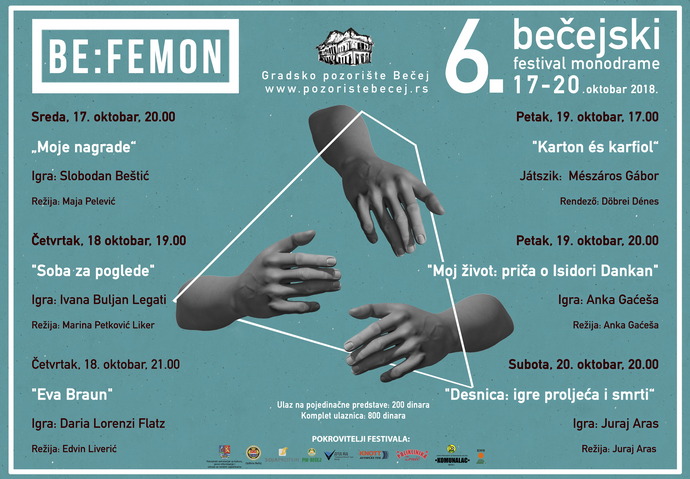 BE:FEMON
Gradsko pozorište Bečej
www.pozoristebecej.rs
6. bečejski
festival monodrame
17-20.oktobar 2018.
Sreda, 17. oktobar, 20.00
„Moje nagrade“
Igra: Slobodan Beštić
Režija: Maja Pelević
Četvrtak, 18 oktobar, 19.00
"Soba za poglede"
Igra: Ivana Buljan Legati
Režija: Marina Petković Liker
Četvrtak, 18. oktobar, 21.00
"Eva Braun"
Igra: Daria Lorenzi Flatz
Režija: Edvin Liverić
Petak, 19. oktobar, 17.00
"Karton és karfiol“
Játszik: Mészáros Gábor
Rendező: Döbrei Dénes
Petak, 19. oktobar, 20.00
"Moj život: priča o Isidori Dankan"
Igra: Anka Gaćeša
Režija: Anka Gaćeša
Subota, 20. oktobar, 20.00
"Desnica: igre proljeća i smrti“
Igra: Juraj Aras
Režija: Juraj Aras
Ulaz na pojedinačne predstave: 200 dinara
Komplet ulaznica: 800 dinara
POKROVITELJI FESTIVALA:
KNOTT
KOMUNALAC